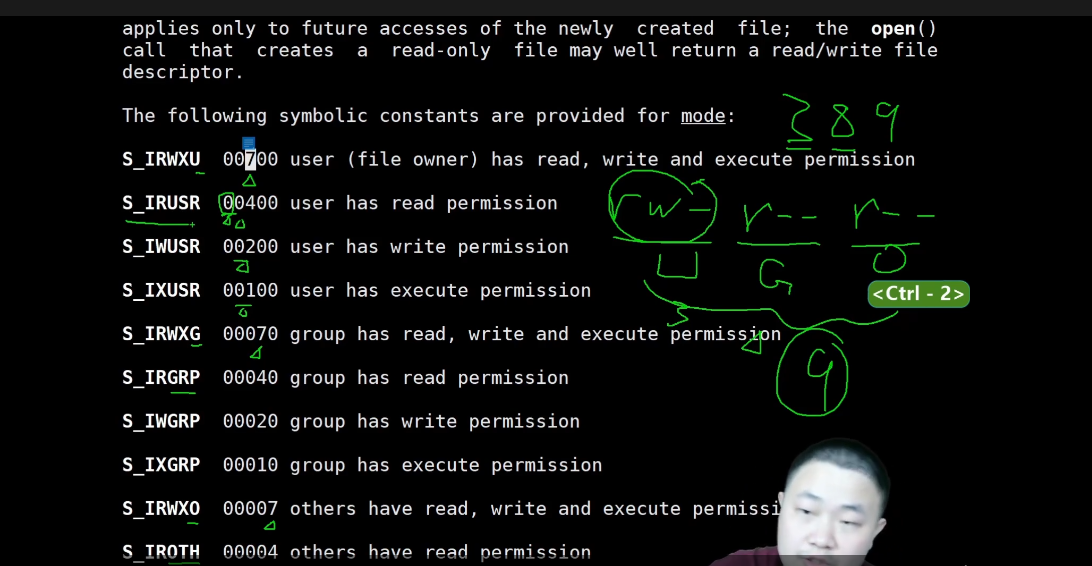 applies only to future accesses of the newly created file; the open()
call that creates a read-only file may well return a read/write file
descriptor.
The following symbolic constants are provided for mode:
3 8 9
S_IRWXU 00700 user (file owner) has read, write and execute permission
S_IRUSR 00400 user has read permission
rw- r-- r--
S_IWUSR 00200 user has write permission
U G O
S_IXUSR 00100 user has execute permission
<Ctrl - 2>
3
S_IRWXG 00070 group has read, write and execute permission
9
S_IRGRP 00040 group has read permission
S_IWGRP 00020 group has write permission
S_IXGRP 00010 group has execute permission
S_IRWXO 00007 others have read, write and execute permissi
S_IROTH 00004 others have read permission